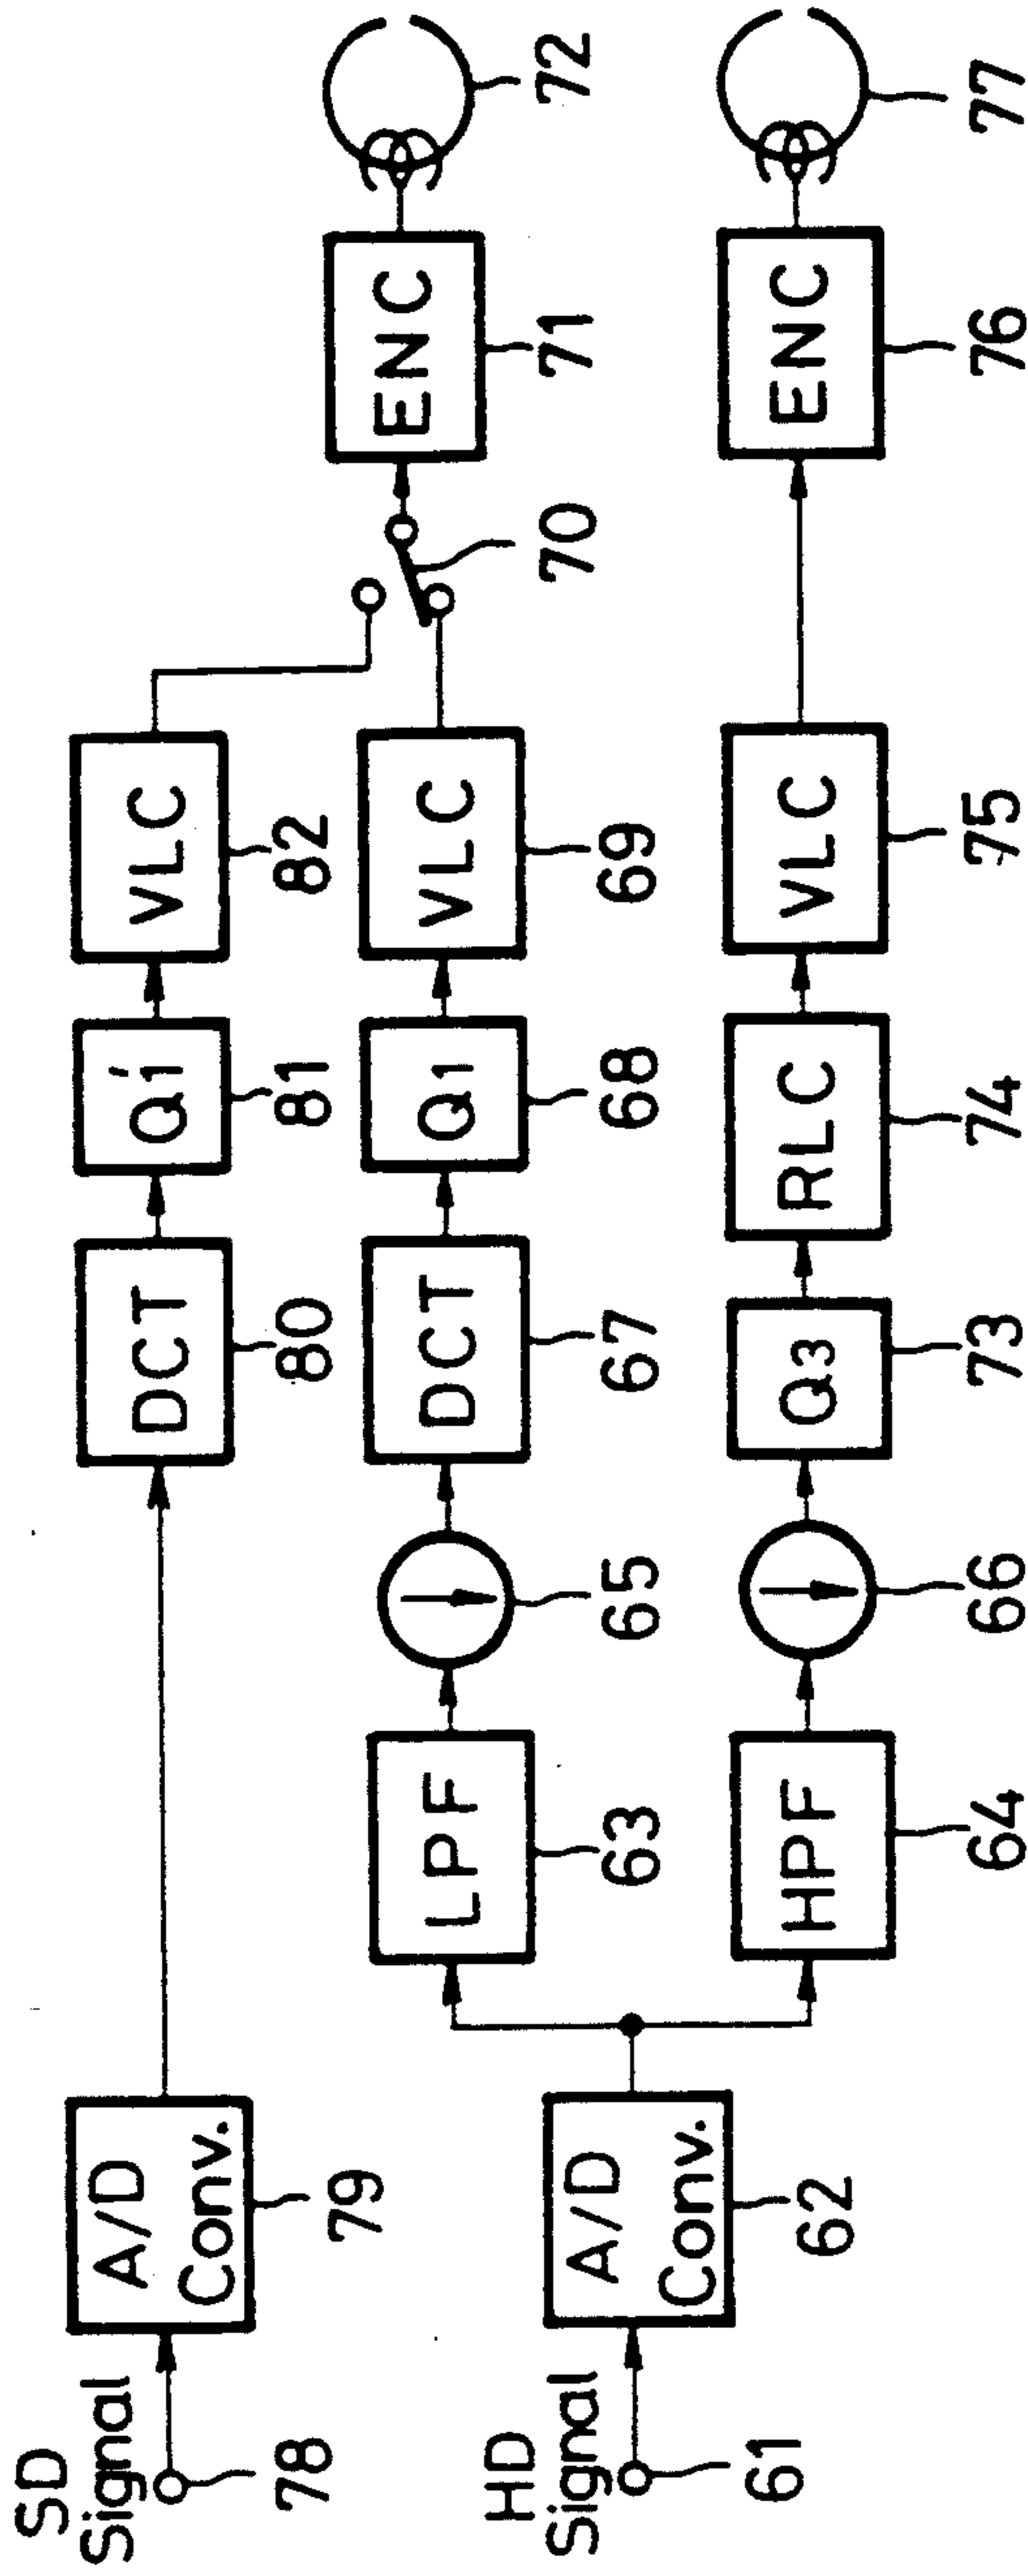 SD
Signal
78
A/D
Conv.
79
DCT
80
Q'1
81
VLC
82
HD
Signal
61
A/D
Conv.
62
LPF
63
65
DCT
67
Q1
68
VLC
69
70
ENC
71
72
HPF
64
66
Q3
73
RLC
74
VLC
75
ENC
76
77